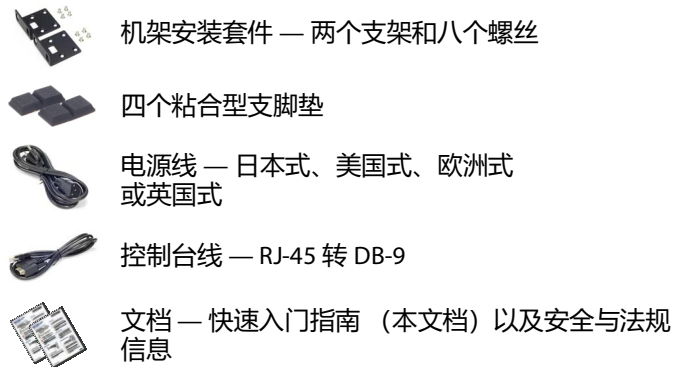 机架安装套件 — 两个支架和八个螺丝
四个粘合型支脚垫
电源线 — 日本式、美国式、欧洲式
或英国式
控制台线 — RJ-45 转 DB-9
文档 — 快速入门指南 （本文档）以及安全与法规
信息